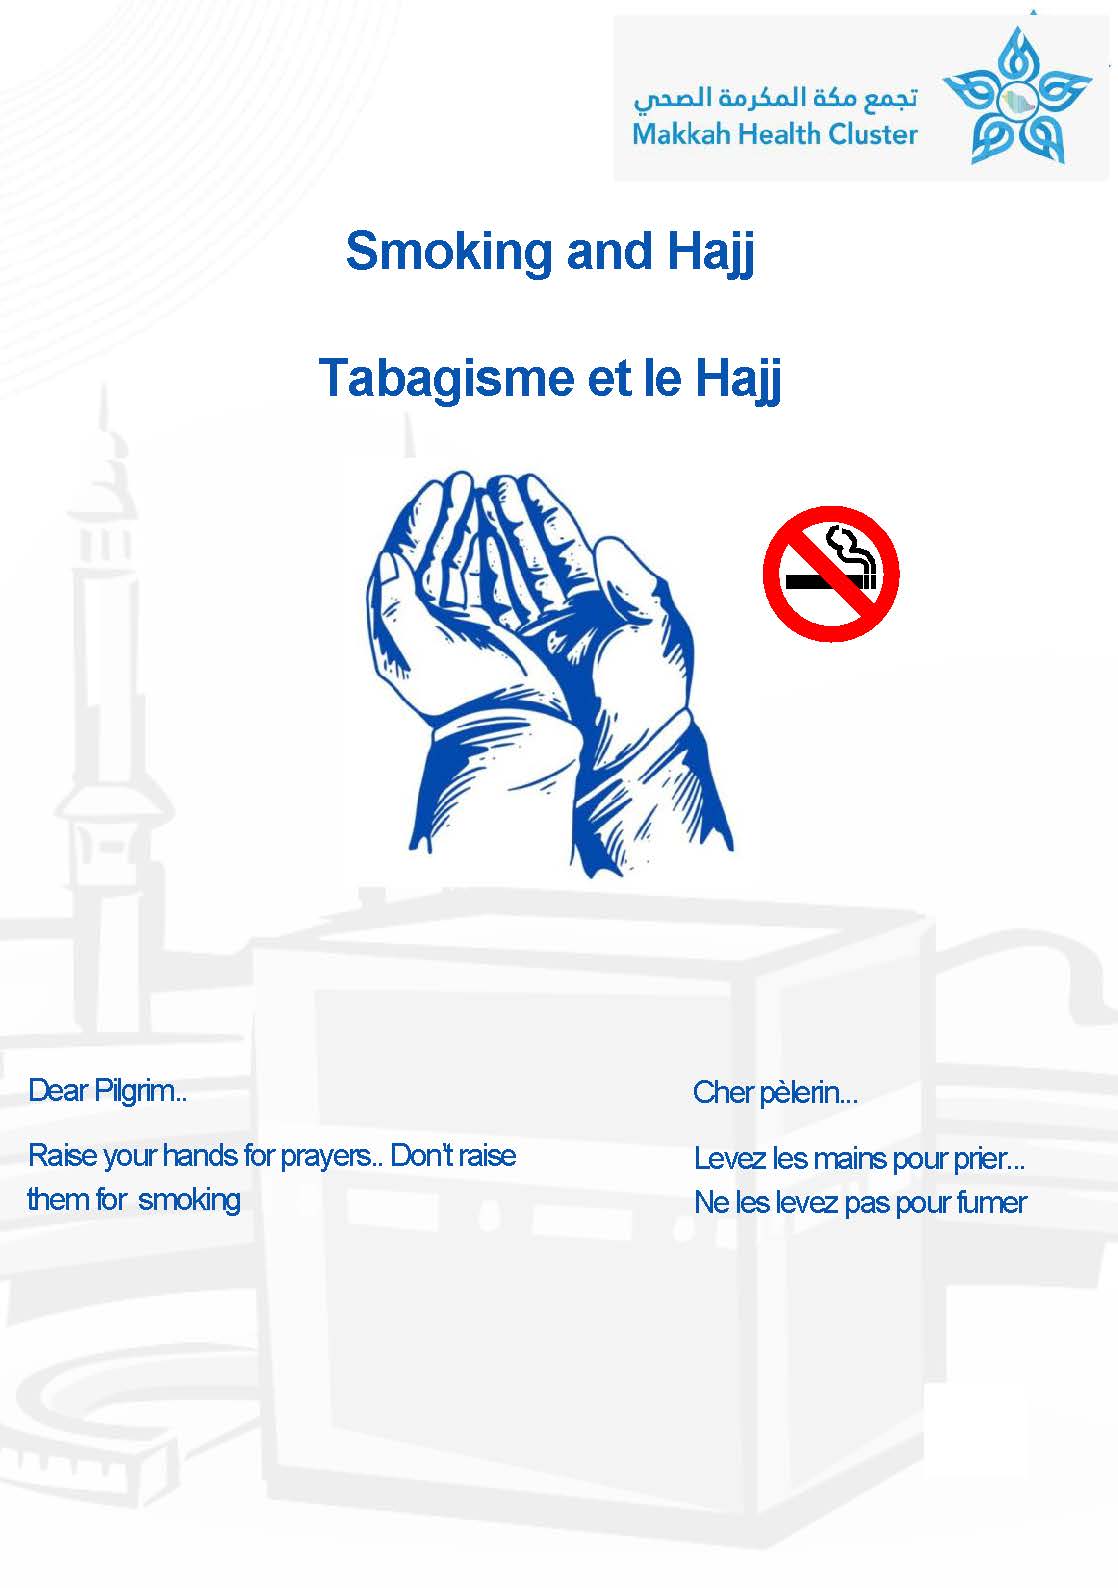 تجمع مكة المكرمة الصحي
Makkah Health Cluster
Smoking and Hajj
Tabagisme et le Hajj
Dear Pilgrim..
Raise your hands for prayers.. Don't raise
them for smoking
Cher pèlerin...
Levez les mains pour prier...
Ne les levez pas pour fumer